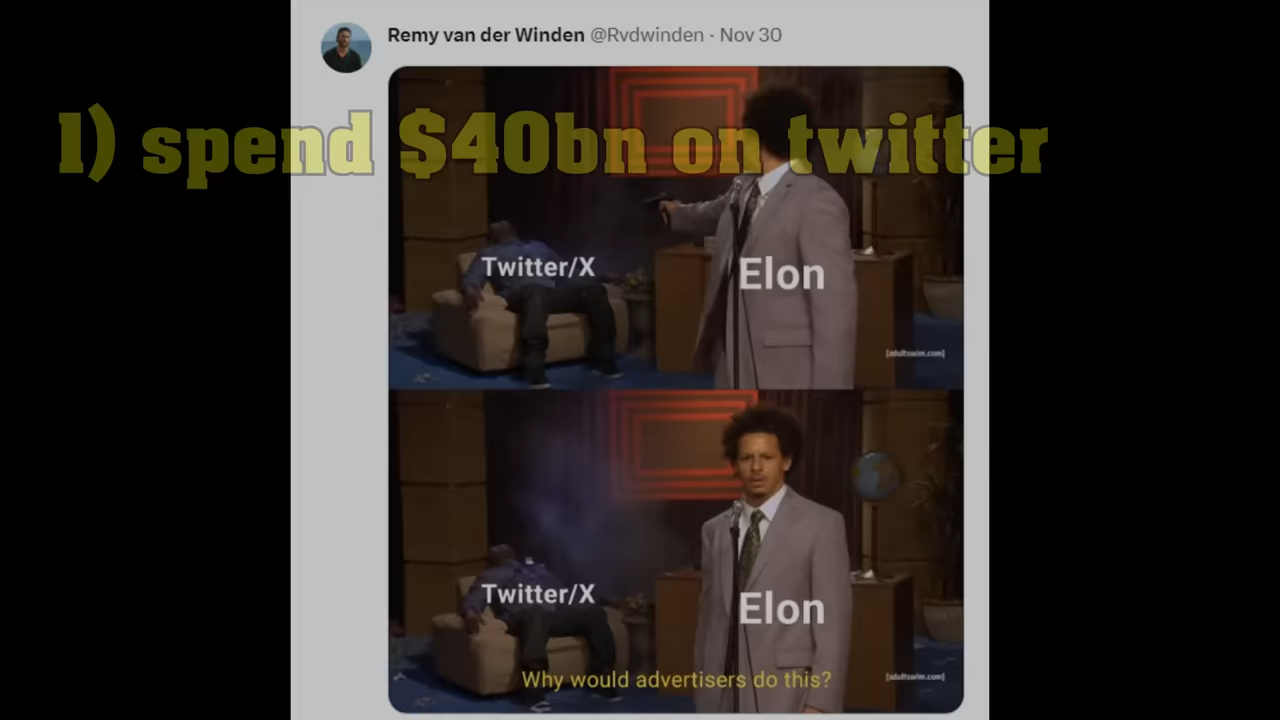 Remy van der Winden @Rvdwinden · Nov 30
1) spend $40bn on twitter
Twitter/X
Elon
[adultswim.com]
Twitter/X
Elon
Why would advertisers do this?
[adultswim.com]